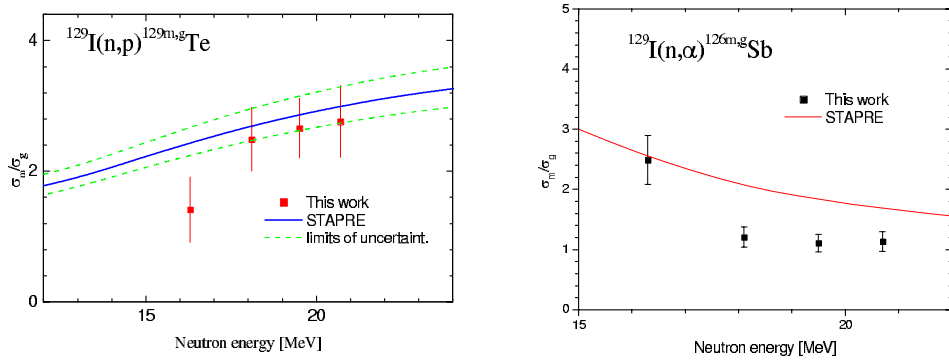 ¹²⁹I(n,p)¹²⁹ᵐ,ᵍTe
4
2
0
σm/σg
This work
STAPRE
limits of uncertaint.
15
20
Neutron energy [MeV]
¹²⁹I(n,α)¹²⁶ᵐ,ᵍSb
5
4
3
2
1
0
σm/σg
This work
STAPRE
15
20
Neutron energy [MeV]